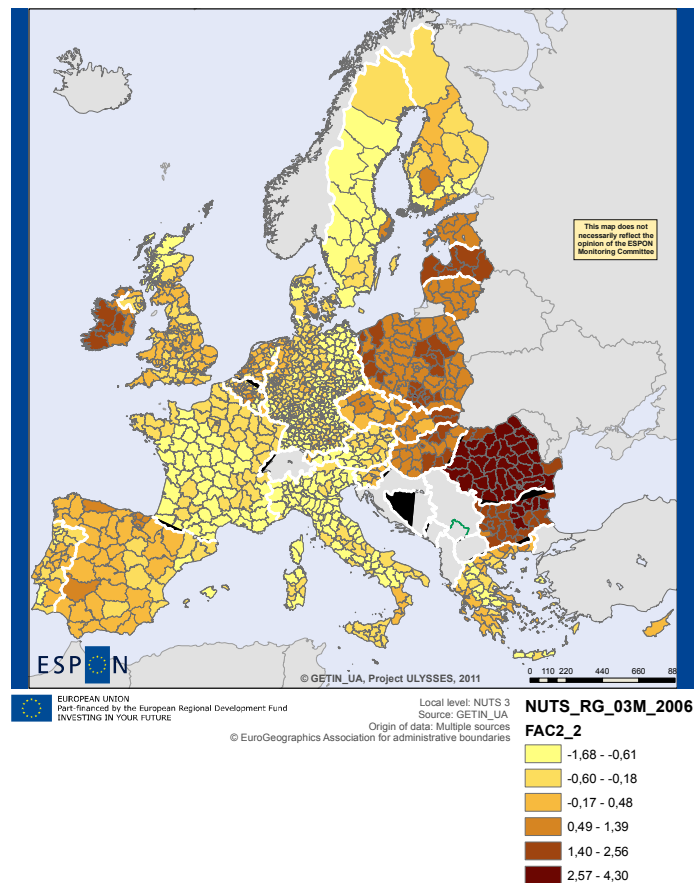 This map does not
necessarily reflect the
opinion of the ESPON
Monitoring Committee
ESPON
© GETIN_UA, Project ULYSSES, 2011
0 110 220 440 660 88
EUROPEAN UNION
Part-financed by the European Regional Development Fund
INVESTING IN YOUR FUTURE
Local level: NUTS 3
Source: GETIN_UA
Origin of data: Multiple sources
© EuroGeographics Association for administrative boundaries
NUTS_RG_03M_2006
FAC2_2
-1,68 - -0,61
-0,60 - -0,18
-0,17 - 0,48
0,49 - 1,39
1,40 - 2,56
2,57 - 4,30